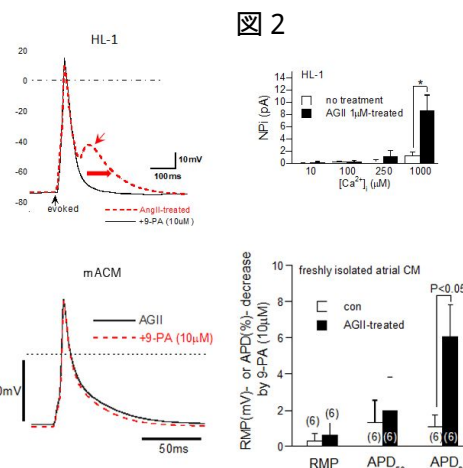 図 2
HL-1
20
0
-20
-40
-60
-80
evoked
10mV
100ms
AngII-treated
+9-PA (10uM)
HL-1
no treatment
AGII 1μM-treated
*
NPi (pA)
14
12
10
8
6
4
2
0
10 100 250 1000
[Ca2+]i (μM)
mACM
AGII
+9-PA (10μM)
0mV
50ms
freshly isolated atrial CM
P<0.05
con
AGII-treated
RMP(mV)- or APD(%)- decrease
by 9-PA (10μM)
10
8
6
4
2
0
(6) (6)
(6) (6)
(6) (6)
RMP